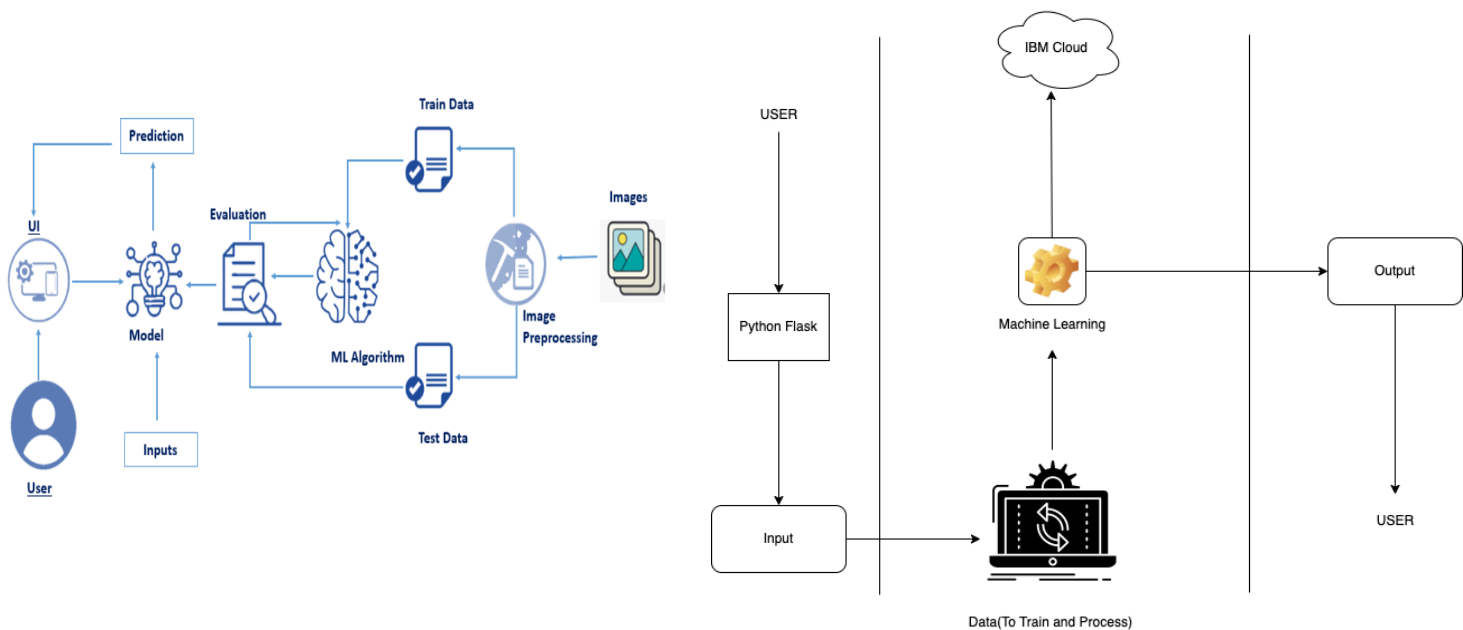 Train Data
Prediction
Images
Evaluation
UI
Model
Image
Preprocessing
ML Algorithm
Test Data
Inputs
User
IBM Cloud
USER
Python Flask
Machine Learning
Output
Input
USER
Data(To Train and Process)